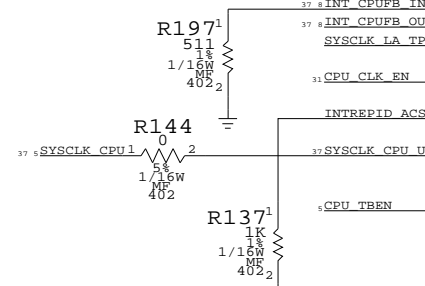 37 8 INT_CPUFB_IN
R197 1
37 8 INT_CPUFB_OU
511
SYSCLK_LA_TP
1%
1/16W
MF
402 2
31 CPU_CLK_EN
INTREPID_ACS
R144
0
37 5 SYSCLK_CPU 1 2
37 SYSCLK_CPU_U
5%
1/16W
MF
402
5 CPU_TBEN
R137 1
1K
1%
1/16W
MF
402 2